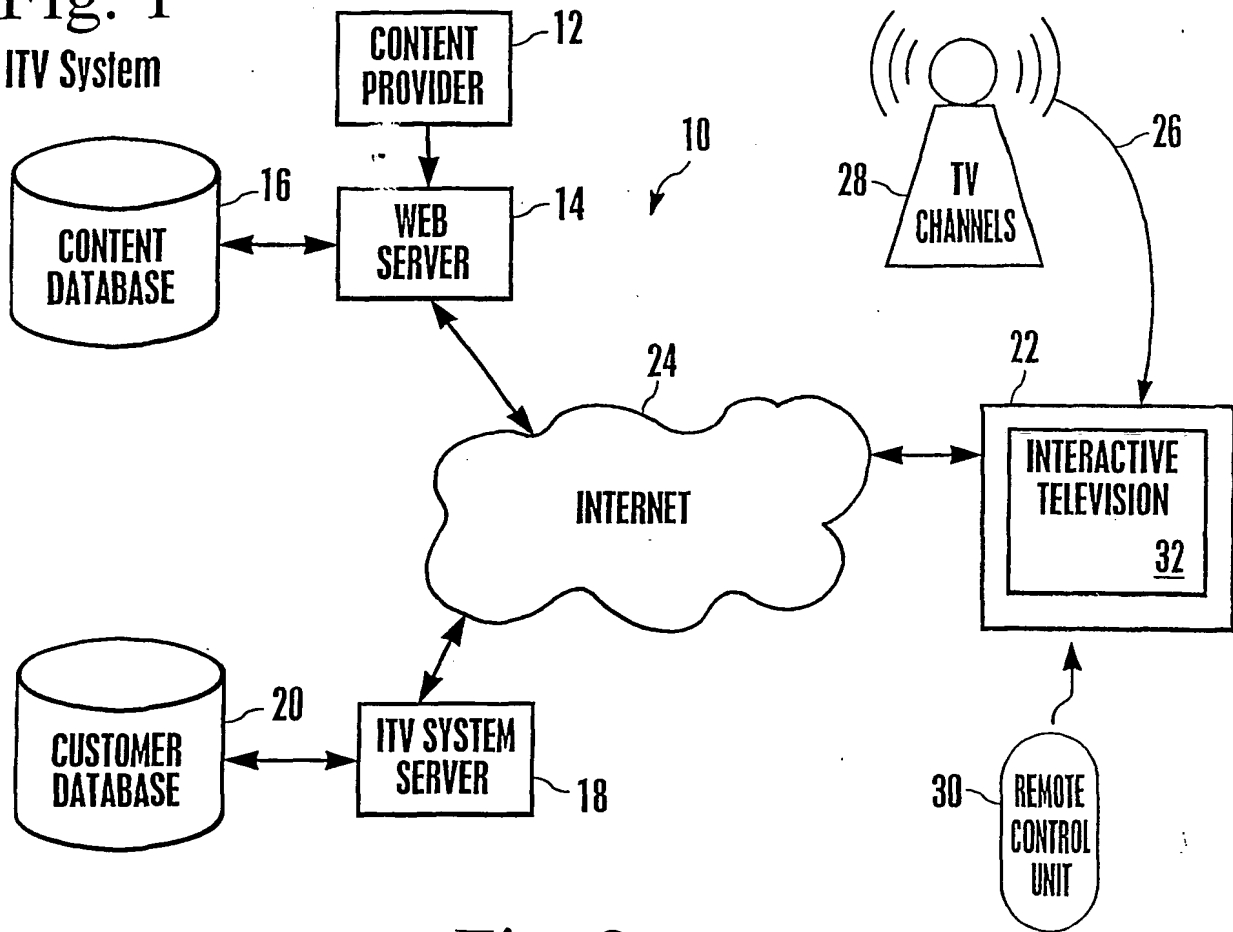 Fig. 1
ITV System
CONTENT
PROVIDER
12
10
26
28
TV
CHANNELS
16
CONTENT
DATABASE
14
WEB
SERVER
24
22
INTERNET
INTERACTIVE
TELEVISION
32
20
CUSTOMER
DATABASE
ITV SYSTEM
SERVER
18
30
REMOTE
CONTROL
UNIT